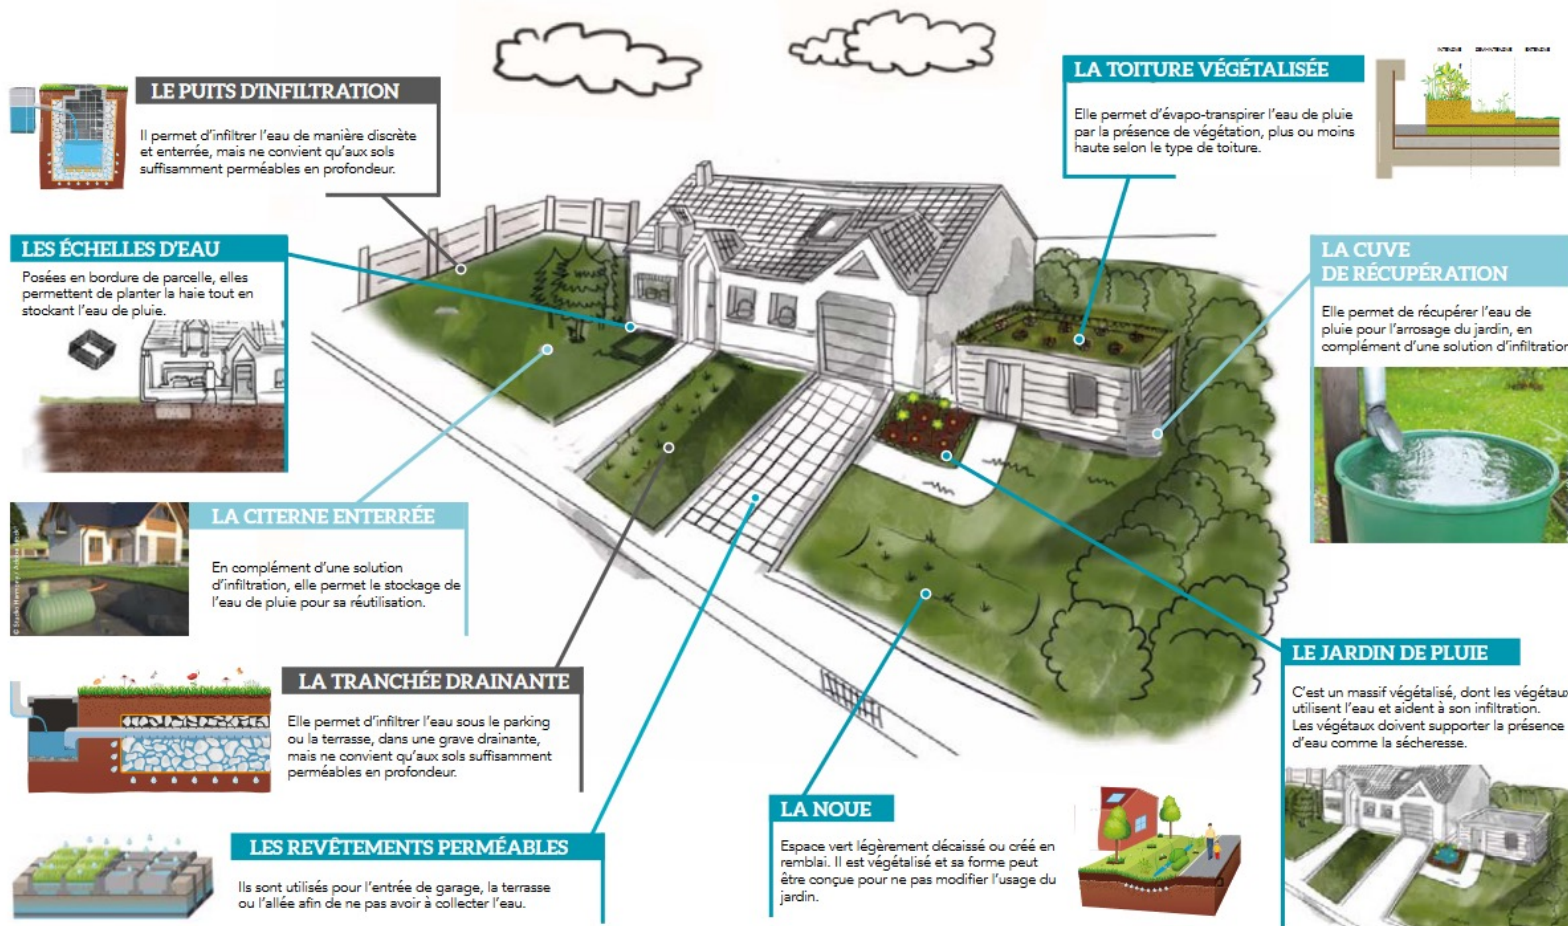 LE PUITS D'INFILTRATION
Il permet d'infiltrer l'eau de manière discrète
et enterrée, mais ne convient qu'aux sols
suffisamment perméables en profondeur.
LES ÉCHELLES D'EAU
Posées en bordure de parcelle, elles
permettent de planter la haie tout en
stockant l'eau de pluie.
LA CITERNE ENTERRÉE
En complément d'une solution
d'infiltration, elle permet le stockage de
l'eau de pluie pour sa réutilisation.
LA TRANCHÉE DRAINANTE
Elle permet d'infiltrer l'eau sous le parking
ou la terrasse, dans une grave drainante,
mais ne convient qu'aux sols suffisamment
perméables en profondeur.
LES REVÊTEMENTS PERMÉABLES
Ils sont utilisés pour l'entrée de garage, la terrasse
ou l'allée afin de ne pas avoir à collecter l'eau.
LA TOITURE VÉGÉTALISÉE
Elle permet d'évapo-transpirer l'eau de pluie
par la présence de végétation, plus ou moins
haute selon le type de toiture.
LA CUVE
DE RÉCUPÉRATION
Elle permet de récupérer l'eau de
pluie pour l'arrosage du jardin, en
complément d'une solution d'infiltration
LE JARDIN DE PLUIE
C'est un massif végétalisé, dont les végétaux
utilisent l'eau et aident à son infiltration.
Les végétaux doivent supporter la présence
d'eau comme la sécheresse.
LA NOUE
Espace vert légèrement décaissé ou créé en
remblai. Il est végétalisé et sa forme peut
être conçue pour ne pas modifier l'usage du
jardin.